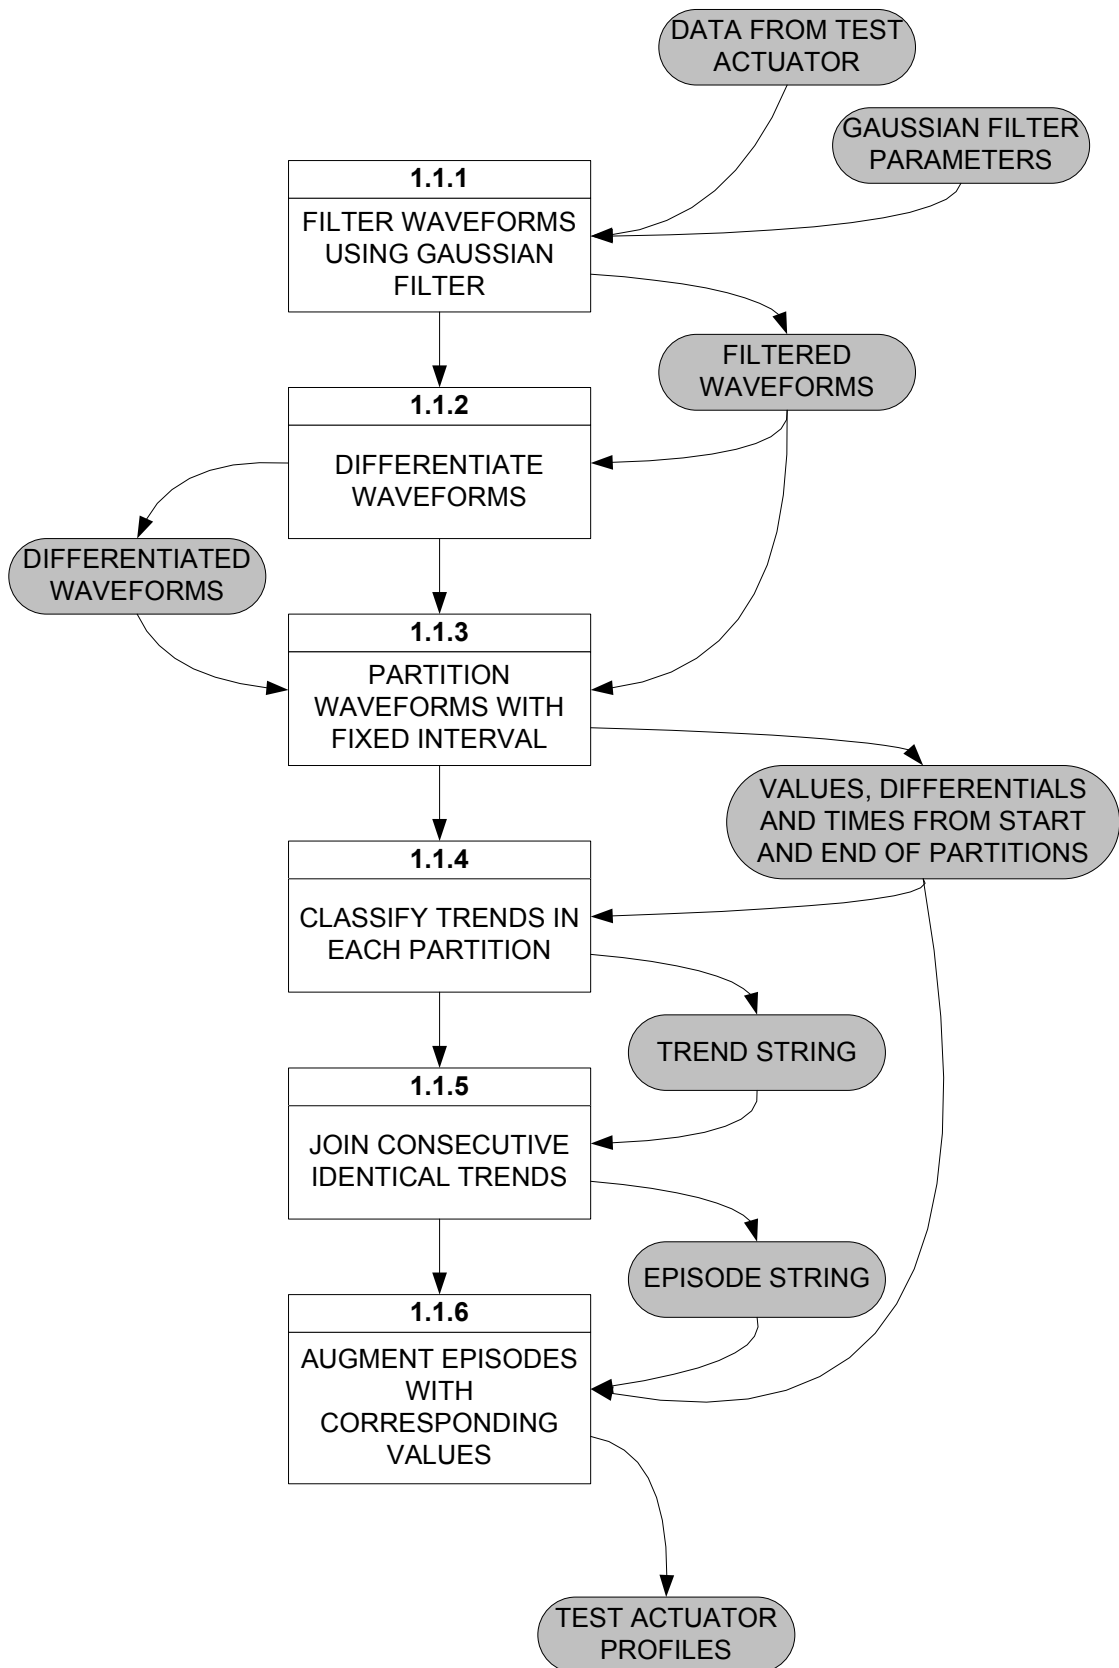 DATA FROM TEST
ACTUATOR
GAUSSIAN FILTER
PARAMETERS
1.1.1
FILTER WAVEFORMS
USING GAUSSIAN
FILTER
FILTERED
WAVEFORMS
1.1.2
DIFFERENTIATE
WAVEFORMS
DIFFERENTIATED
WAVEFORMS
1.1.3
PARTITION
WAVEFORMS WITH
FIXED INTERVAL
VALUES, DIFFERENTIALS
AND TIMES FROM START
AND END OF PARTITIONS
1.1.4
CLASSIFY TRENDS IN
EACH PARTITION
TREND STRING
1.1.5
JOIN CONSECUTIVE
IDENTICAL TRENDS
EPISODE STRING
1.1.6
AUGMENT EPISODES
WITH
CORRESPONDING
VALUES
TEST ACTUATOR
PROFILES